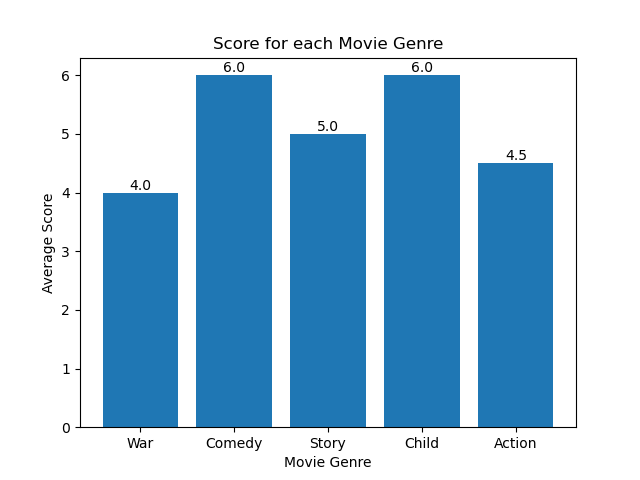 Score for each Movie Genre
6.0 6.0
5.0
4.5
4.0
Average Score
6
5
4
3
2
1
0
War Comedy Story Child Action
Movie Genre